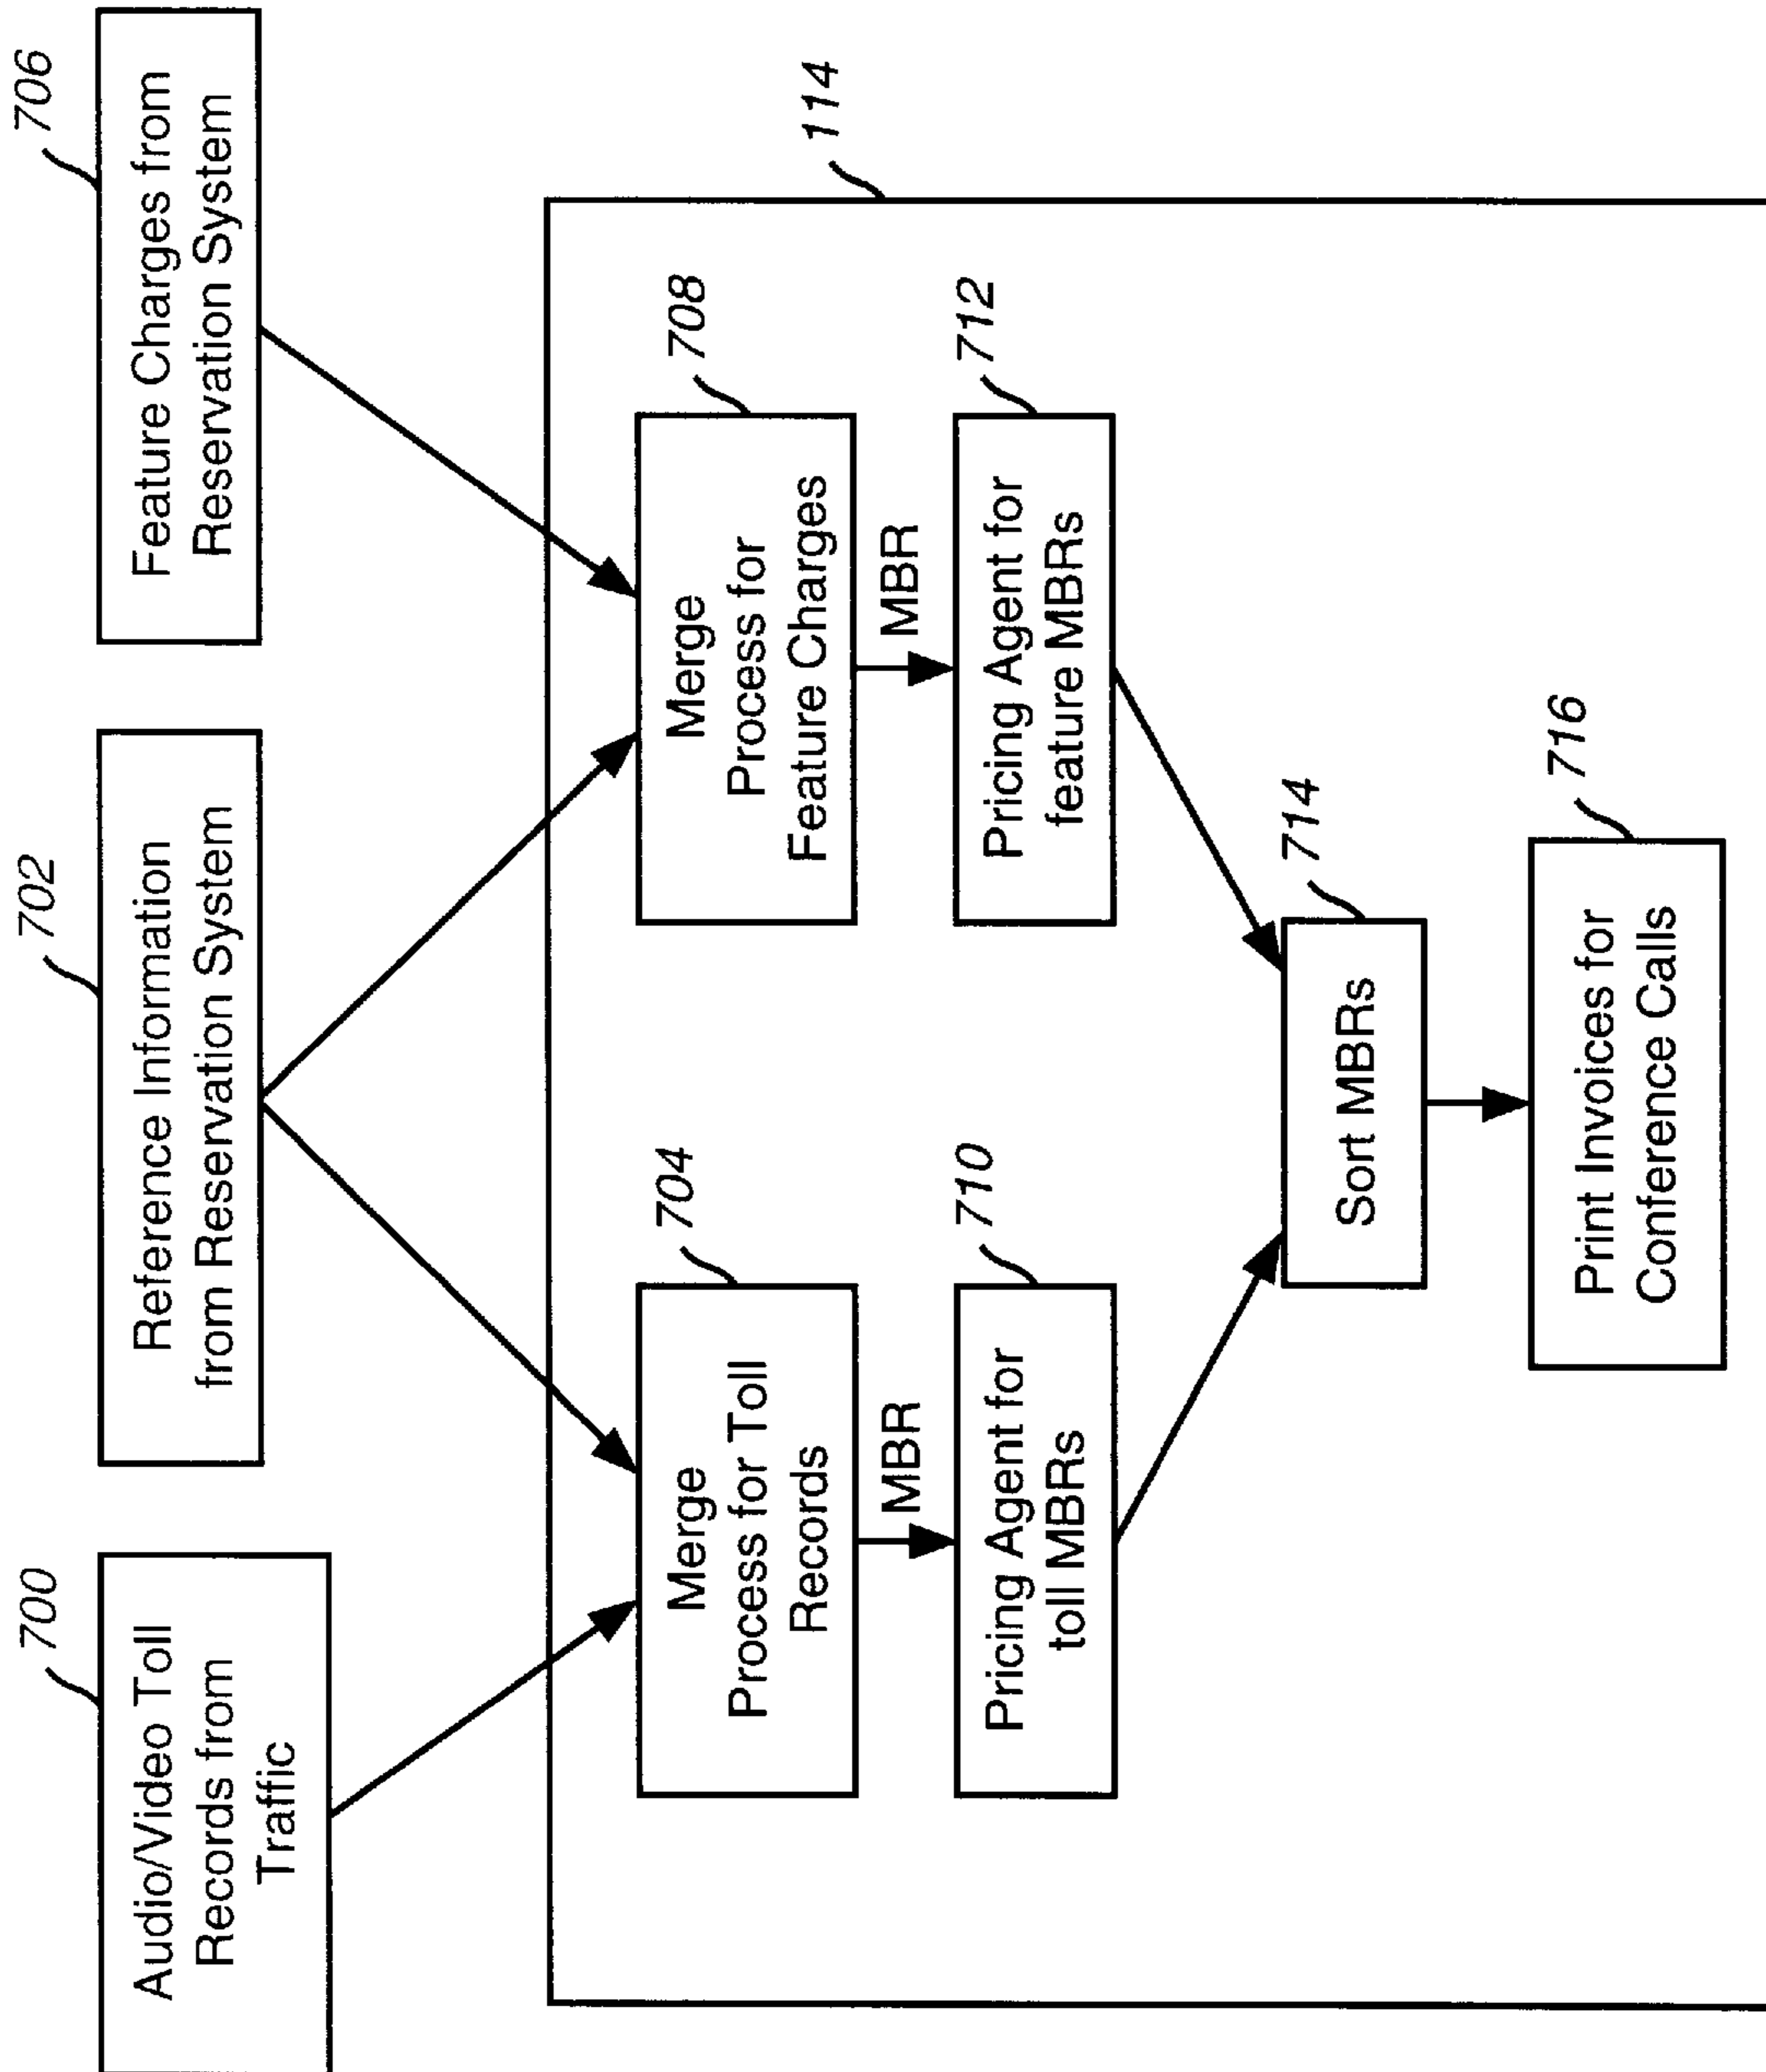 700
Audio/Video Toll
Records from
Traffic
702
Reference Information
from Reservation System
706
Feature Charges from
Reservation System
114
704
Merge
Process for Toll
Records
708
Merge
Process for
Feature Charges
MBR
MBR
710
Pricing Agent for
toll MBRs
712
Pricing Agent for
feature MBRs
714
Sort MBRs
716
Print Invoices for
Conference Calls